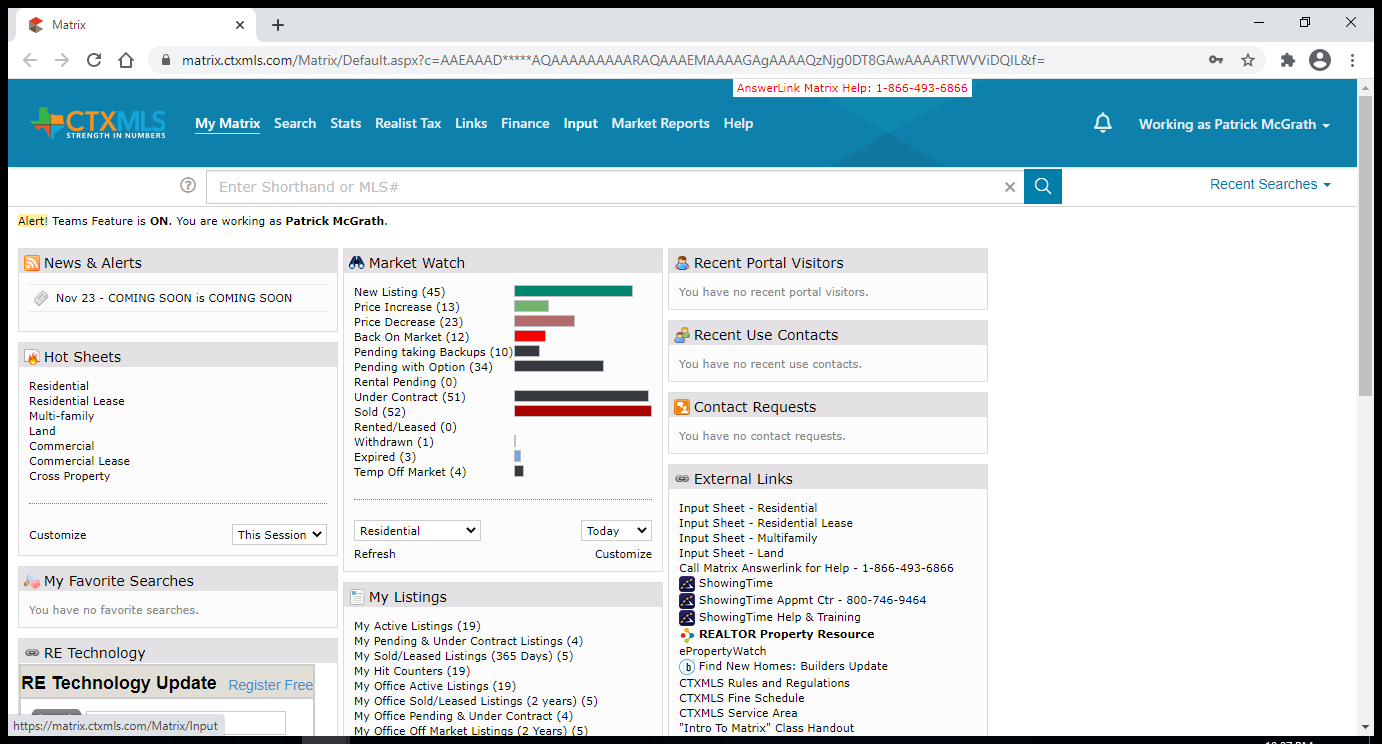 Matrix
matrix.ctxmls.com/Matrix/Default.aspx?c=AAEAAAD*****AQAAAAAAAAARAQAAAEMAAAAGAgAAAAQzNjg0DT8GAwAAAARTWVViDQIL&f=
AnswerLink Matrix Help: 1-866-493-6866
CTXMLS
STRENGTH IN NUMBERS
My Matrix Search Stats Realist Tax Links Finance Input Market Reports Help
Working as Patrick McGrath
Enter Shorthand or MLS#
Recent Searches
Alert! Teams Feature is ON. You are working as Patrick McGrath.
News & Alerts
Nov 23 - COMING SOON is COMING SOON
Hot Sheets
Residential
Residential Lease
Multi-family
Land
Commercial
Commercial Lease
Cross Property
Customize This Session
My Favorite Searches
You have no favorite searches.
RE Technology
RE Technology Update Register Free
https://matrix.ctxmls.com/Matrix/Input
Market Watch
New Listing (45)
Price Increase (13)
Price Decrease (23)
Back On Market (12)
Pending taking Backups (10)
Pending with Option (34)
Rental Pending (0)
Under Contract (51)
Sold (52)
Rented/Leased (0)
Withdrawn (1)
Expired (3)
Temp Off Market (4)
Residential Today
Refresh Customize
My Listings
My Active Listings (19)
My Pending & Under Contract Listings (4)
My Sold/Leased Listings (365 Days) (5)
My Hit Counters (19)
My Office Active Listings (19)
My Office Sold/Leased Listings (2 years) (5)
My Office Pending & Under Contract (4)
My Office Off Market Listings (2 Years) (5)
Recent Portal Visitors
You have no recent portal visitors.
Recent Use Contacts
You have no recent use contacts.
Contact Requests
You have no contact requests.
External Links
Input Sheet - Residential
Input Sheet - Residential Lease
Input Sheet - Multifamily
Input Sheet - Land
Call Matrix Answerlink for Help - 1-866-493-6866
ShowingTime
ShowingTime Appmt Ctr - 800-746-9464
ShowingTime Help & Training
REALTOR Property Resource
ePropertyWatch
b Find New Homes: Builders Update
CTXMLS Rules and Regulations
CTXMLS Fine Schedule
CTXMLS Service Area
"Intro To Matrix" Class Handout